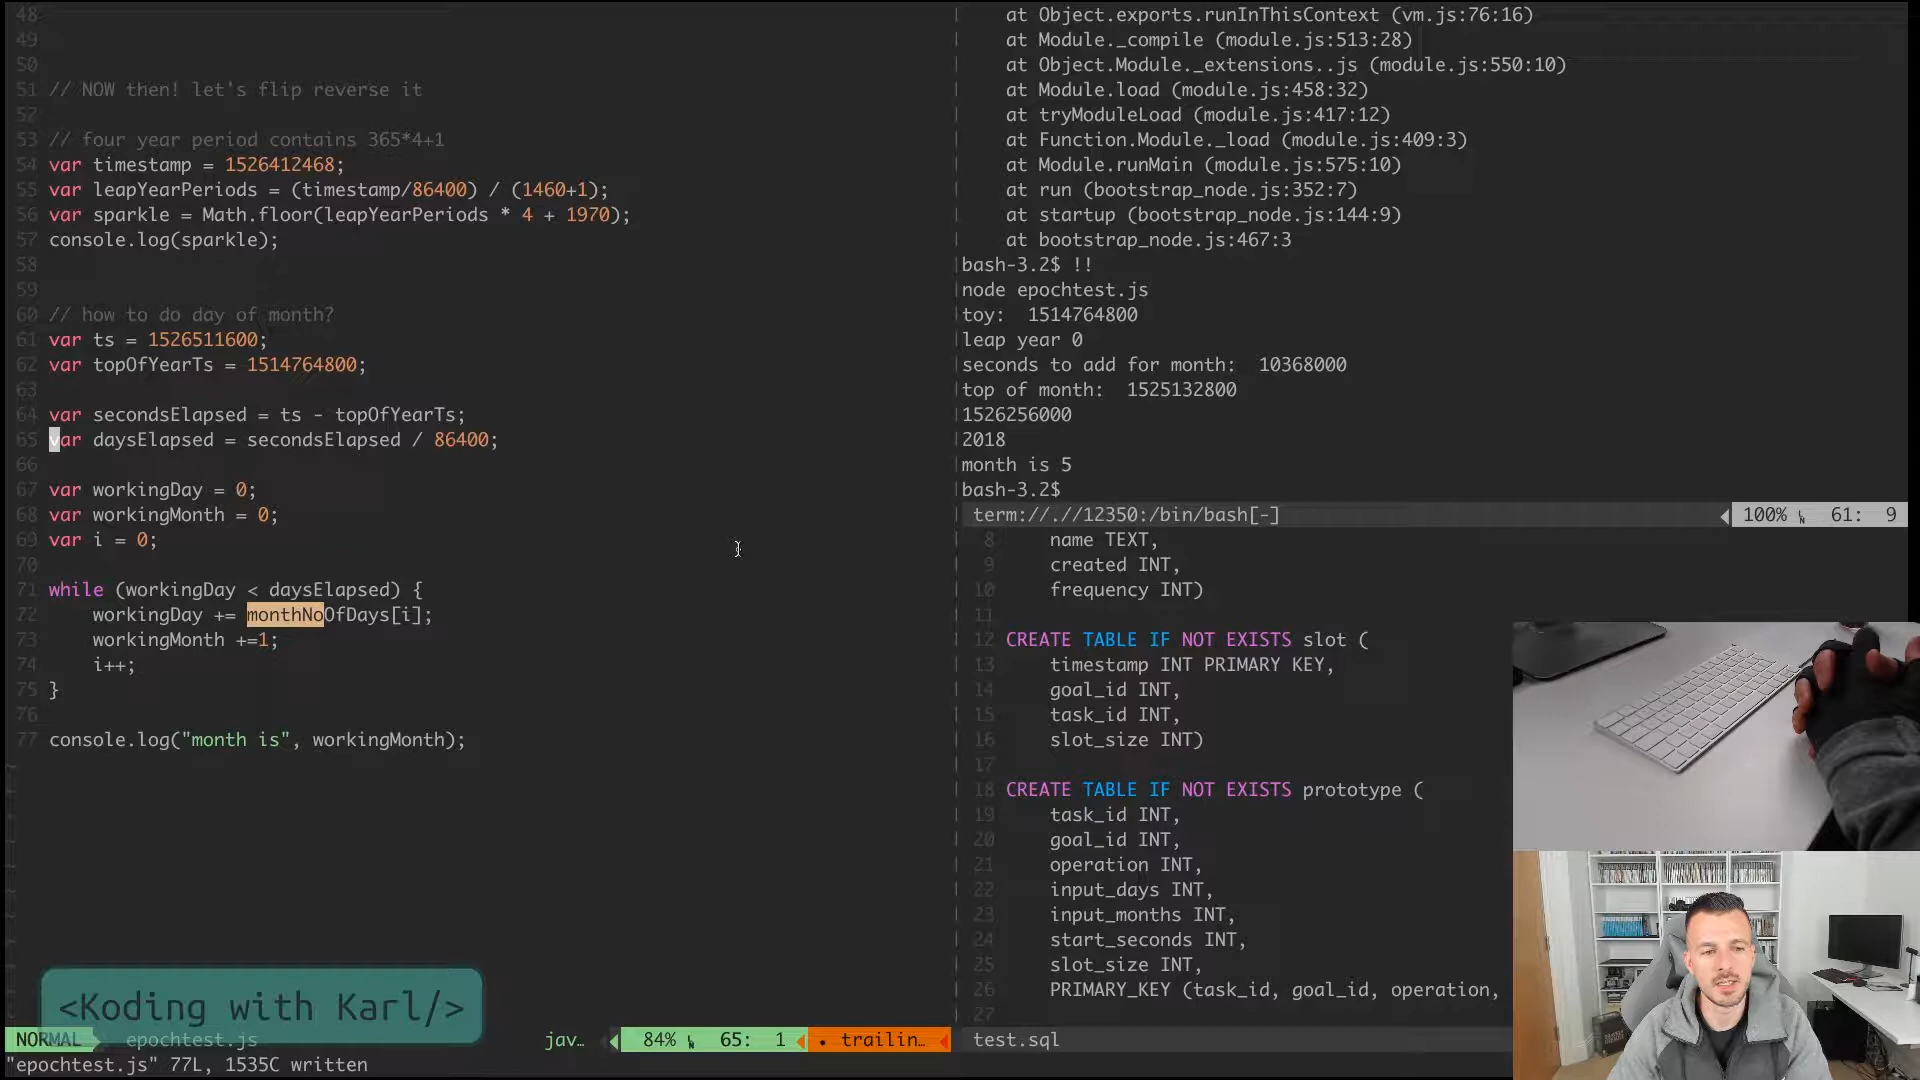 48
49
50
51 // NOW then! let's flip reverse it
52
53 // four year period contains 365*4+1
54 var timestamp = 1526412468;
55 var leapYearPeriods = (timestamp/86400) / (1460+1);
56 var sparkle = Math.floor(leapYearPeriods * 4 + 1970);
57 console.log(sparkle);
58
59
60 // how to do day of month?
61 var ts = 1526511600;
62 var topOfYearTs = 1514764800;
63
64 var secondsElapsed = ts - topOfYearTs;
65 var daysElapsed = secondsElapsed / 86400;
66
67 var workingDay = 0;
68 var workingMonth = 0;
69 var i = 0;
70
71 while (workingDay < daysElapsed) {
72     workingDay += monthNoOfDays[i];
73     workingMonth +=1;
74     i++;
75 }
76
77 console.log("month is", workingMonth);
<Koding with Karl/>
NORMAL epochtest.js jav… 84% 65: 1 • trailin…
"epochtest.js" 77L, 1535C written
at Object.exports.runInThisContext (vm.js:76:16)
at Module._compile (module.js:513:28)
at Object.Module._extensions..js (module.js:550:10)
at Module.load (module.js:458:32)
at tryModuleLoad (module.js:417:12)
at Function.Module._load (module.js:409:3)
at Module.runMain (module.js:575:10)
at run (bootstrap_node.js:352:7)
at startup (bootstrap_node.js:144:9)
at bootstrap_node.js:467:3
bash-3.2$ !!
node epochtest.js
toy:  1514764800
leap year 0
seconds to add for month:  10368000
top of month:  1525132800
1526256000
2018
month is 5
bash-3.2$
term://.//12350:/bin/bash[-] 100% 61: 9
8     name TEXT,
9     created INT,
10     frequency INT)
11
12 CREATE TABLE IF NOT EXISTS slot (
13     timestamp INT PRIMARY KEY,
14     goal_id INT,
15     task_id INT,
16     slot_size INT)
17
18 CREATE TABLE IF NOT EXISTS prototype (
19     task_id INT,
20     goal_id INT,
21     operation INT,
22     input_days INT,
23     input_months INT,
24     start_seconds INT,
25     slot_size INT,
26     PRIMARY_KEY (task_id, goal_id, operation,
27
test.sql